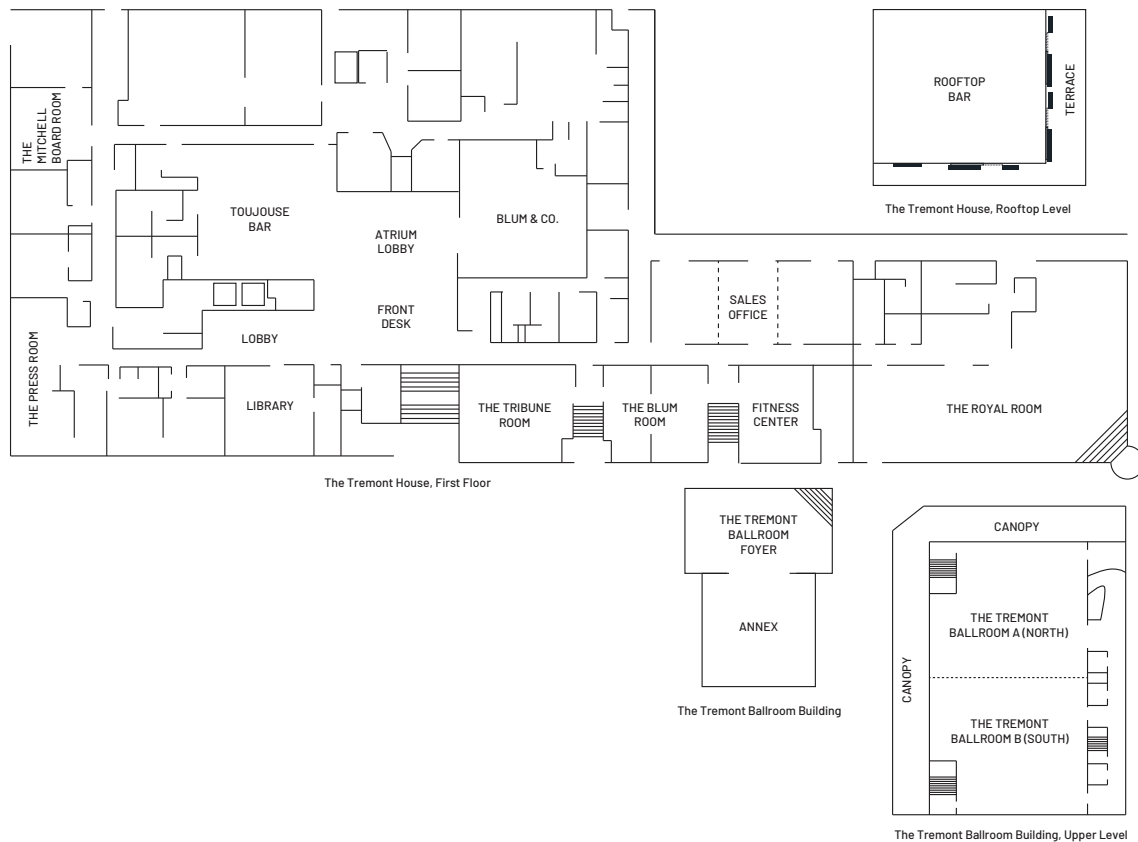 THE
MITCHELL
BOARD ROOM
THE PRESS ROOM
TOUJOUSE
BAR
ATRIUM
LOBBY
BLUM & CO.
FRONT
DESK
LOBBY
LIBRARY
SALES
OFFICE
THE TRIBUNE
ROOM
THE BLUM
ROOM
FITNESS
CENTER
THE ROYAL ROOM
The Tremont House, First Floor
ROOFTOP
BAR
TERRACE
The Tremont House, Rooftop Level
THE TREMONT
BALLROOM
FOYER
ANNEX
The Tremont Ballroom Building
CANOPY
CANOPY
THE TREMONT
BALLROOM A (NORTH)
THE TREMONT
BALLROOM B (SOUTH)
The Tremont Ballroom Building, Upper Level